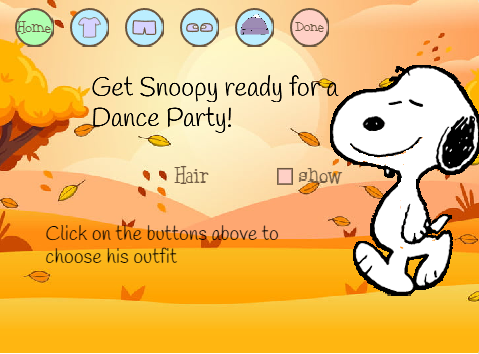 Home Done
Get Snoopy ready for a
Dance Party!
Hair show
Click on the buttons above to
choose his outfit